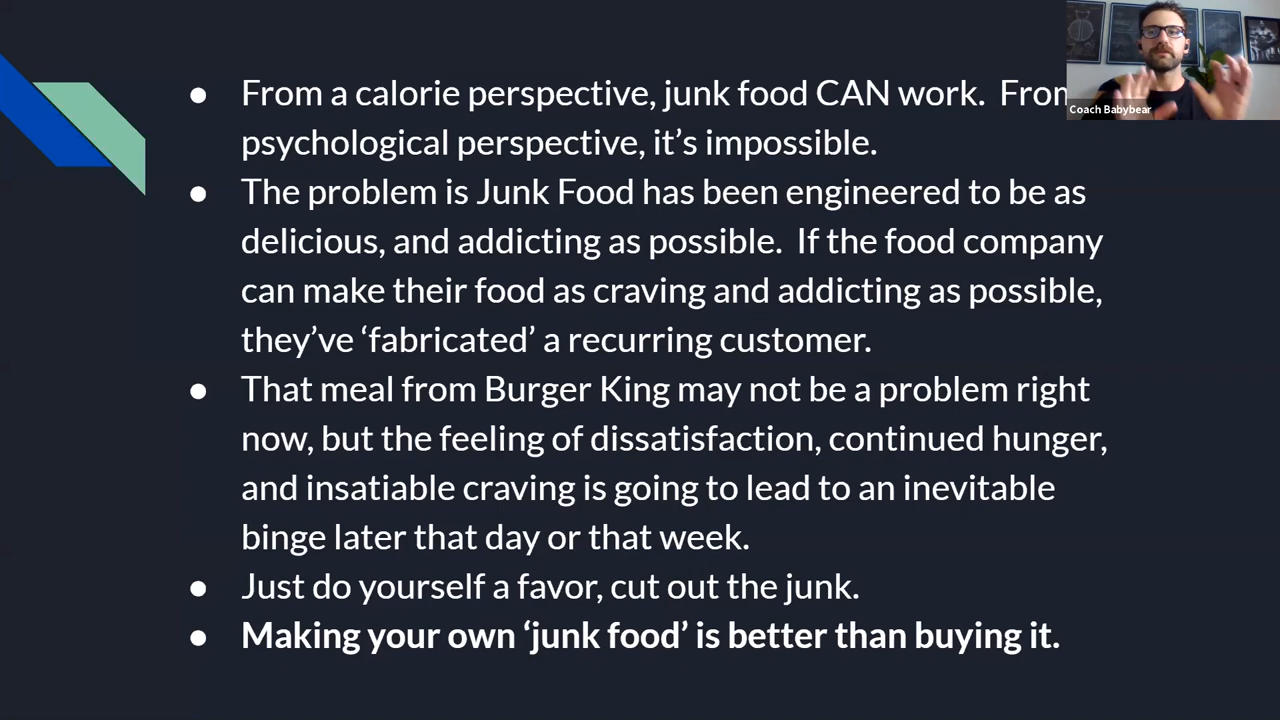 From a calorie perspective, junk food CAN work.  From
psychological perspective, it's impossible.
The problem is Junk Food has been engineered to be as
delicious, and addicting as possible.  If the food company
can make their food as craving and addicting as possible,
they've ‘fabricated’ a recurring customer.
That meal from Burger King may not be a problem right
now, but the feeling of dissatisfaction, continued hunger,
and insatiable craving is going to lead to an inevitable
binge later that day or that week.
Just do yourself a favor, cut out the junk.
Making your own ‘junk food’ is better than buying it.
Coach Babybear